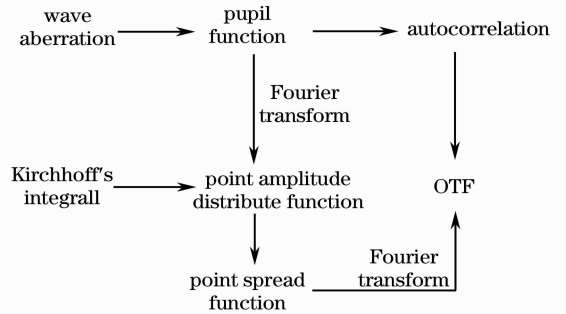 wave
aberration
pupil
function
autocorrelation
Fourier
transform
Kirchhoff's
integrall
point amplitude
distribute function
OTF
point spread
function
Fourier
transform